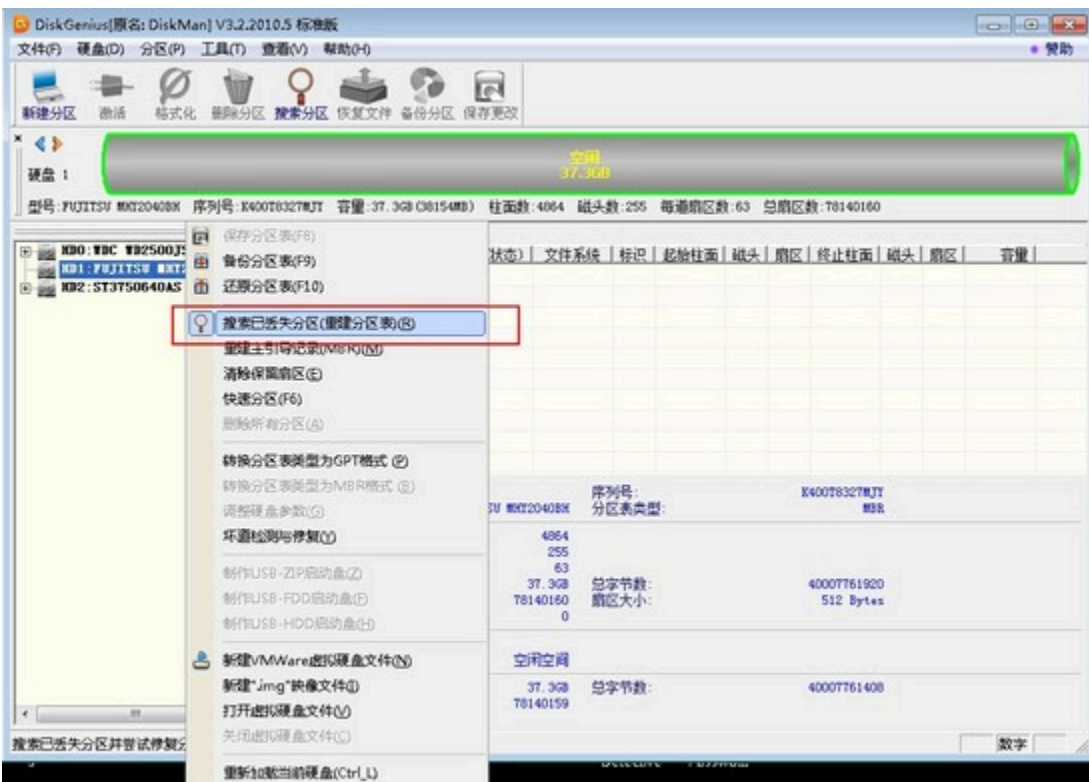 DiskGenius[原名: DiskMan] V3.2.2010.5 标准版
文件(F) 硬盘(D) 分区(P) 工具(T) 查看(V) 帮助(H) 赞助
新建分区 激活 格式化 删除分区 搜索分区 恢复文件 备份分区 保存更改
硬盘 1
空闲
37.3GB
型号:FUJITSU MHT2040BH 序列号:K400T8327MJT 容量:37.3GB(38154MB) 柱面数:4864 磁头数:255 每道扇区数:63 总扇区数:78140160
HD0:WDC WD2500JS
HD1:FUJITSU MHT2
HD2:ST3750640AS
状态) 文件系统 标识 起始柱面 磁头 扇区 终止柱面 磁头 扇区 容量
保存分区表(F8)
备份分区表(F9)
还原分区表(F10)
搜索已丢失分区(重建分区表)(R)
重建主引导记录(MBR)(M)
清除保留扇区(E)
快速分区(F6)
删除所有分区(A)
转换分区表类型为GPT格式 (P)
转换分区表类型为MBR格式 (B)
调整硬盘参数(G)
坏道检测与修复(Y)
制作USB-ZIP启动盘(Z)
制作USB-FDD启动盘(F)
制作USB-HDD启动盘(H)
新建VMWare虚拟硬盘文件(N)
新建".img"映像文件(I)
打开虚拟硬盘文件(V)
关闭虚拟硬盘文件(C)
重新加载当前硬盘(Ctrl_L)
序列号: K400T8327MJT
SU MHT2040BH 分区表类型: MBR
4864
255
63
37.3GB 总字节数: 40007761920
78140160 扇区大小: 512 Bytes
0
空闲空间
37.3GB 总字节数: 40007761408
78140159
搜索已丢失分区并尝试修复分
数字